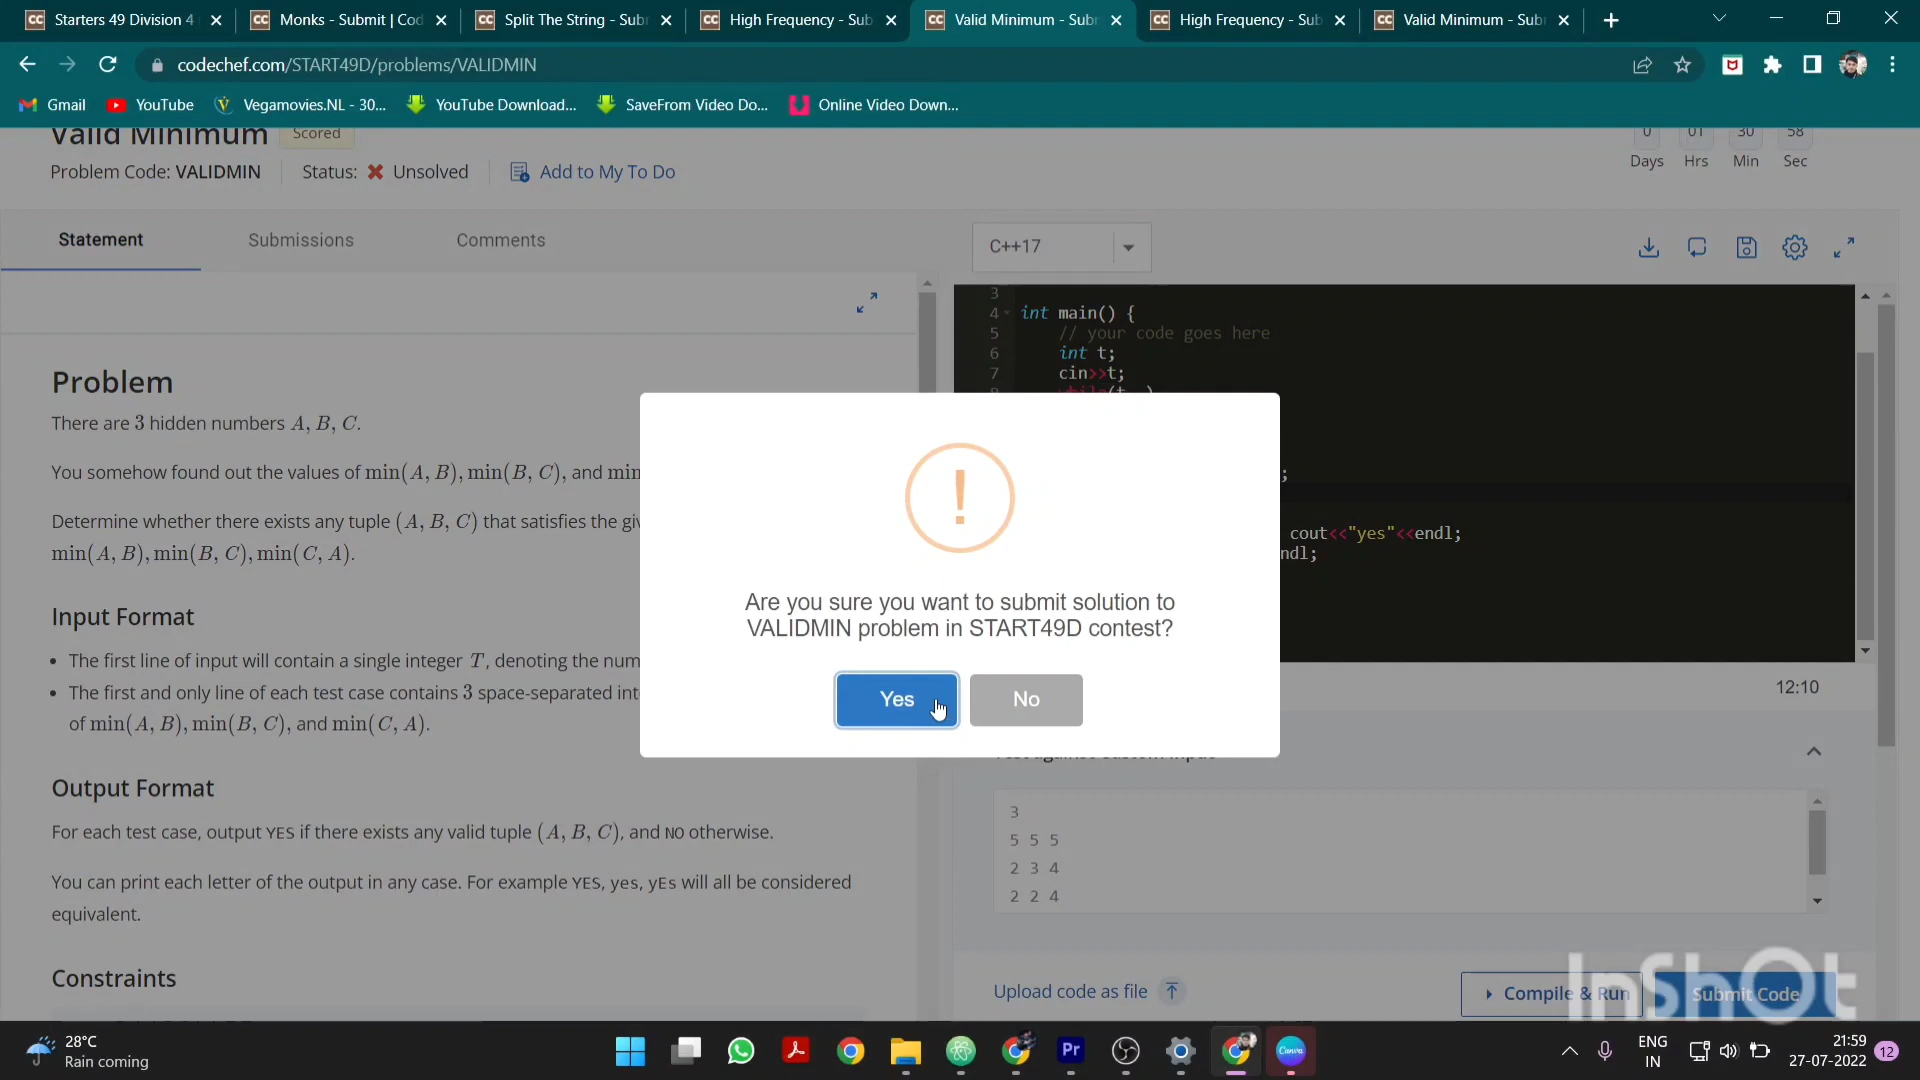 Starters 49 Division 4
Monks - Submit | Cod
Split The String - Sub
High Frequency - Sub
Valid Minimum - Sub
High Frequency - Sub
Valid Minimum - Sub
codechef.com/START49D/problems/VALIDMIN
Gmail
YouTube
Vegamovies.NL - 30...
YouTube Download...
SaveFrom Video Do...
Online Video Down...
Valid Minimum
Scored
0 01 30 58
Days Hrs Min Sec
Problem Code: VALIDMIN
Status: Unsolved
Add to My To Do
Statement
Submissions
Comments
C++17
3
4 int main() {
5 // your code goes here
6 int t;
7 cin>>t;
;
cout<<"yes"<<endl;
ndl;
12:10
Problem
There are 3 hidden numbers A, B, C.
You somehow found out the values of min(A, B), min(B, C), and min
Determine whether there exists any tuple (A, B, C) that satisfies the
min(A, B), min(B, C), min(C, A).
Input Format
The first line of input will contain a single integer T, denoting the
The first and only line of each test case contains 3 space-separated
of min(A, B), min(B, C), and min(C, A).
Output Format
For each test case, output YES if there exists any valid tuple (A, B, C), and NO otherwise.
You can print each letter of the output in any case. For example YES, yes, yEs will all be considered
equivalent.
Constraints
Are you sure you want to submit solution to
VALIDMIN problem in START49D contest?
Yes
No
3
5 5 5
2 3 4
2 2 4
Upload code as file
Compile & Run
Submit Code
InShOt
28°C
Rain coming
Pr
Canva
ENG
IN
21:59
27-07-2022
12